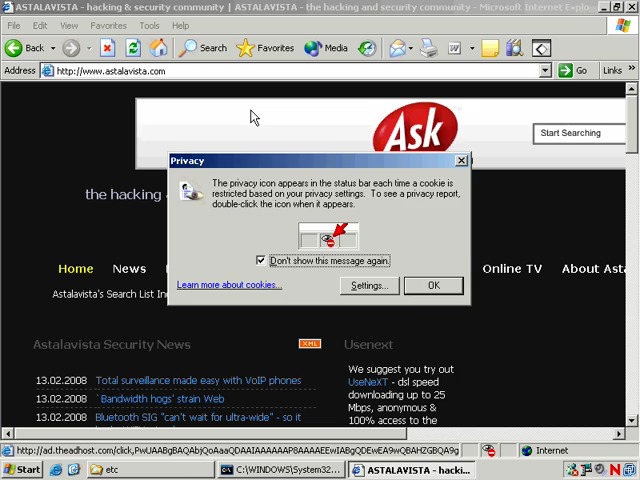 ASTALAVISTA - hacking & security community | ASTALAVISTA - the hacking and security community - Microsoft Internet Explo
File Edit View Favorites Tools Help
Back Search Favorites Media
Address http://www.astalavista.com Go Links »
Ask
Start Searching
Privacy
The privacy icon appears in the status bar each time a cookie is
restricted based on your privacy settings. To see a privacy report,
double-click the icon when it appears.
Don't show this message again.
Learn more about cookies... Settings... OK
the hacking
Home News Online TV About Asta
Astalavista's Search List In
Astalavista Security News XML Usenext
13.02.2008 Total surveillance made easy with VoIP phones
13.02.2008 `Bandwidth hogs' strain Web
13.02.2008 Bluetooth SIG "can't wait for ultra-wide" - so it
We suggest you try out
UseNeXT - dsl speed
downloading up to 25
Mbps, anonymous &
100% access to the
Internet
Start etc C:\WINDOWS\System32... ASTALAVISTA - hacki...